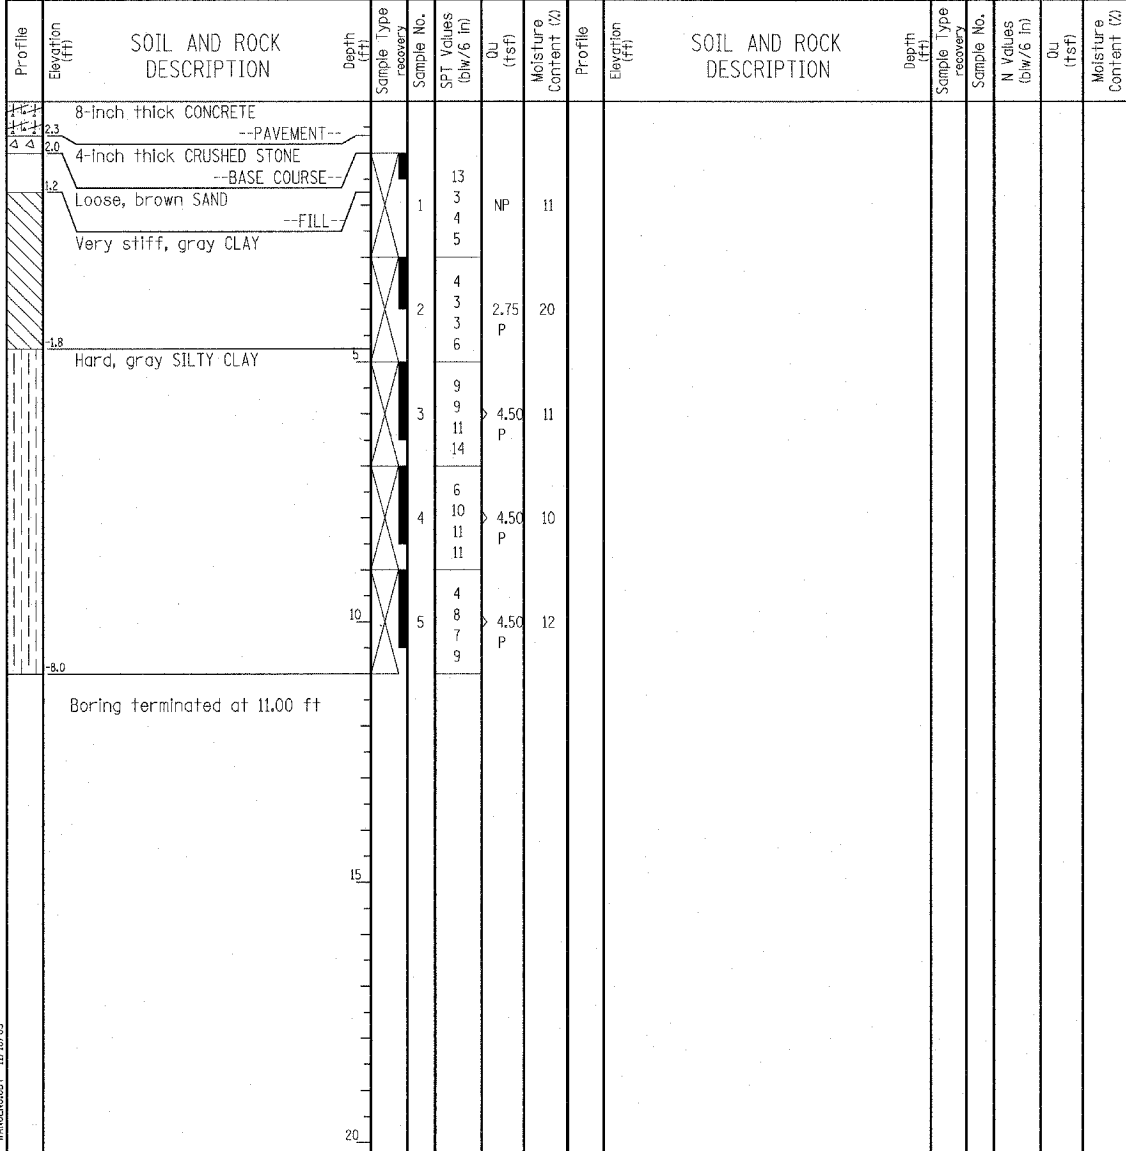 Profile
Elevation
(ft)
SOIL AND ROCK
DESCRIPTION
Depth
(ft)
Sample Type
recovery
Sample No.
SPT Values
(blw/6 in)
Qu
(tsf)
Moisture
Content (%)
Profile
Elevation
(ft)
SOIL AND ROCK
DESCRIPTION
Depth
(ft)
Sample Type
recovery
Sample No.
N Values
(blw/6 in)
Qu
(tsf)
Moisture
Content (%)
8-inch thick CONCRETE
2.3
--PAVEMENT--
2.0
4-inch thick CRUSHED STONE
--BASE COURSE--
1.2
Loose, brown SAND
--FILL--
Very stiff, gray CLAY
13
3
1
NP
11
4
5
4
3
2
2.75
20
3
P
6
-1.8
5
Hard, gray SILTY CLAY
9
9
3
> 4.50
11
11
P
14
6
10
4
> 4.50
10
11
P
11
4
10
8
5
> 4.50
12
7
P
9
-8.0
Boring terminated at 11.00 ft
15
20